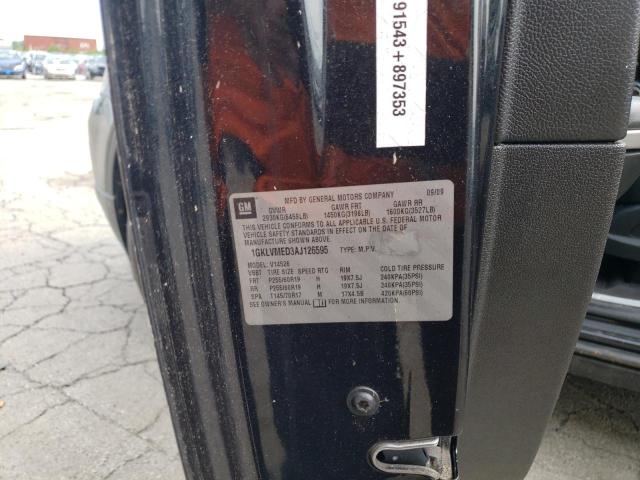 91543 + 897353
GM
MFD BY GENERAL MOTORS COMPANY 09/09
GVWR GAWR FRT GAWR RR
2930KG(6459LB) 1450KG(3196LB) 1600KG(3527LB)
THIS VEHICLE CONFORMS TO ALL APPLICABLE U.S. FEDERAL MOTOR
VEHICLE SAFETY STANDARDS IN EFFECT ON THE DATE OF
MANUFACTURE SHOWN ABOVE.
1GKLVMED3AJ126595 TYPE: M.P.V.
MODEL: V14526
TIRE SIZE SPEED RTG RIM COLD TIRE PRESSURE
FRT P255/60R19 H 19X7.5J 240KPA(35PSI)
RR P255/60R19 H 19X7.5J 240KPA(35PSI)
SPA T145/70R17 M 17X4.5B 420KPA(60PSI)
SEE OWNER'S MANUAL FOR ADDITIONAL INFORMATION.